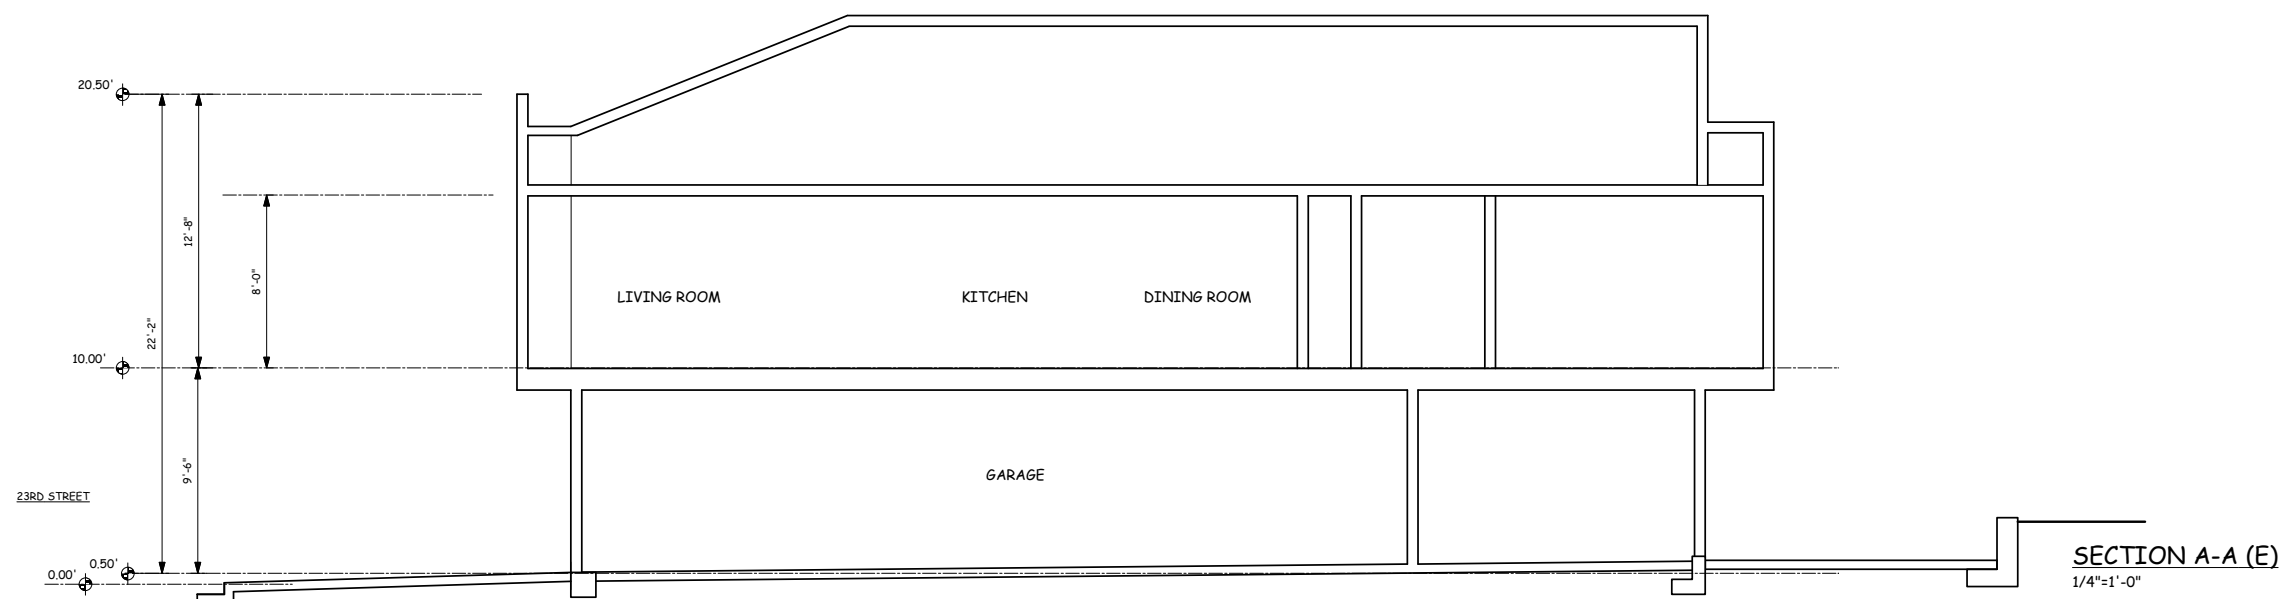 20.50'
12'-8"
8'-0"
22'-2"
LIVING ROOM
KITCHEN
DINING ROOM
10.00'
9'-6"
GARAGE
23RD STREET
0.50'
0.00'
SECTION A-A (E)
1/4"=1'-0"